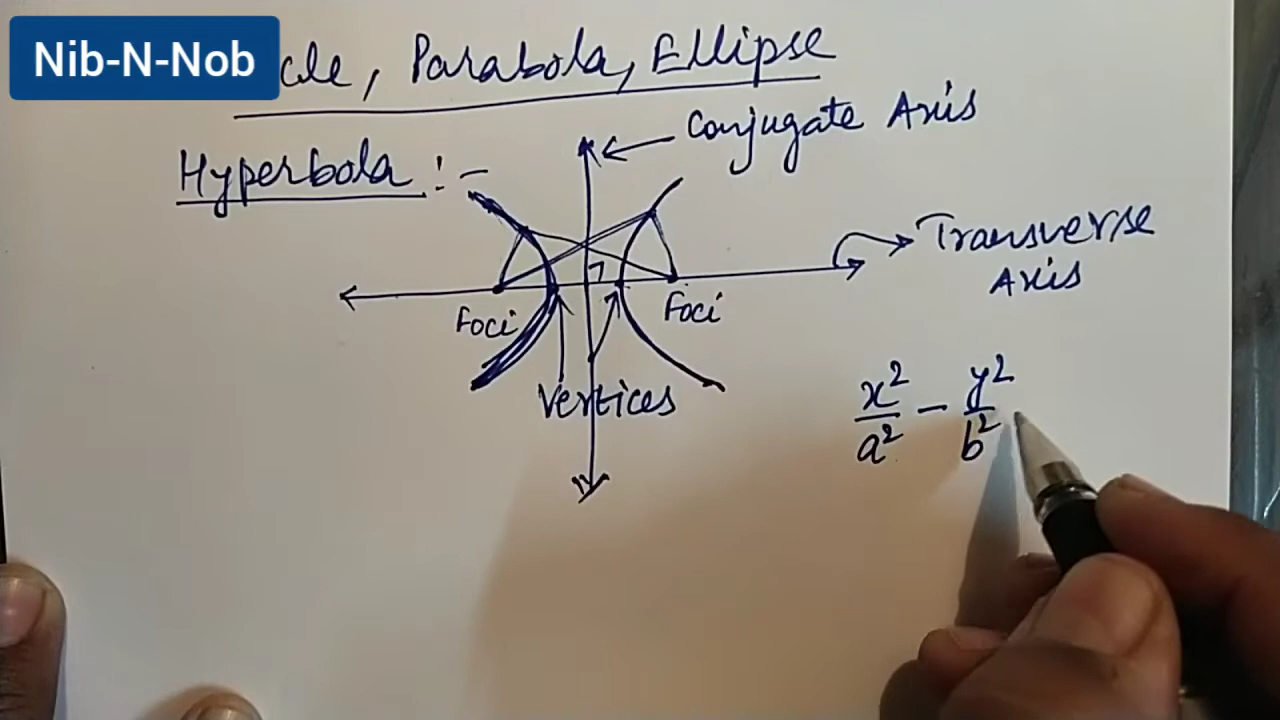 Nib-N-Nob
cle, Parabola, Ellipse
Conjugate Axis
Hyperbola :-
Transverse
Axis
Foci
Foci
Vertices
x²/a² - y²/b²